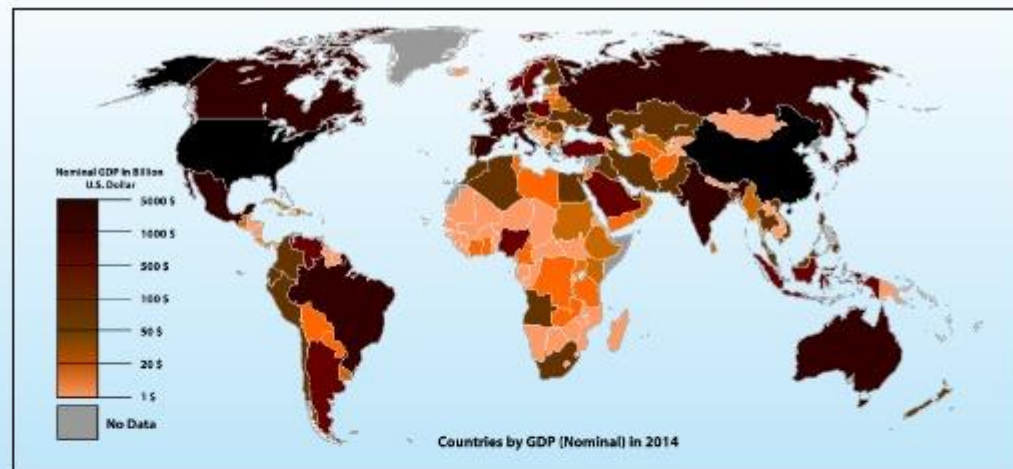 Nominal GDP in Billion
U.S. Dollar
5000 $
1000 $
500 $
100 $
50 $
20 $
1 $
No Data
Countries by GDP (Nominal) in 2014